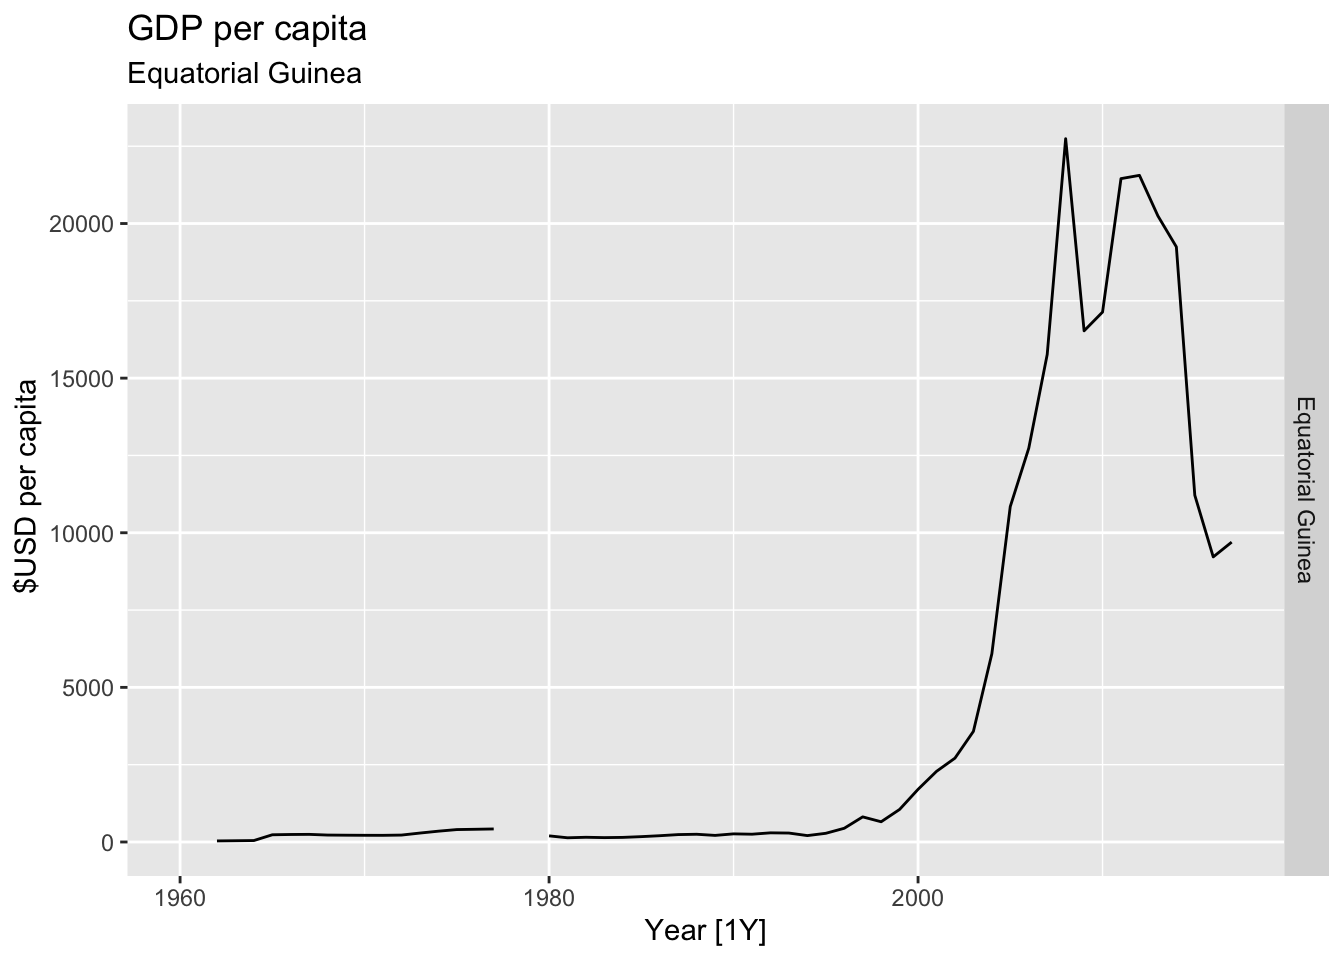 GDP per capita
Equatorial Guinea
$USD per capita
20000
15000
10000
5000
0
1960
1980
2000
Year [1Y]
Equatorial Guinea